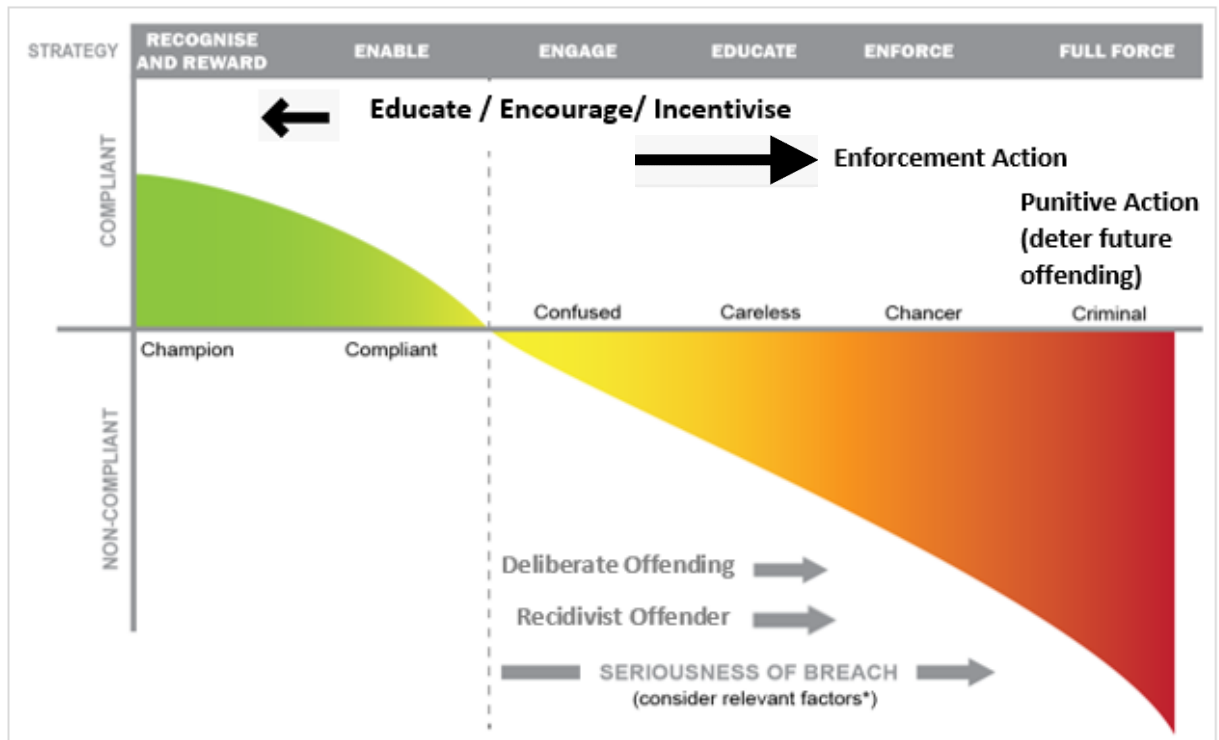 STRATEGY
RECOGNISE
AND REWARD
ENABLE
ENGAGE
EDUCATE
ENFORCE
FULL FORCE
Educate / Encourage/ Incentivise
Enforcement Action
Punitive Action
(deter future
offending)
COMPLIANT
Confused
Careless
Chancer
Criminal
Champion
Compliant
NON-COMPLIANT
Deliberate Offending
Recidivist Offender
SERIOUSNESS OF BREACH
(consider relevant factors*)